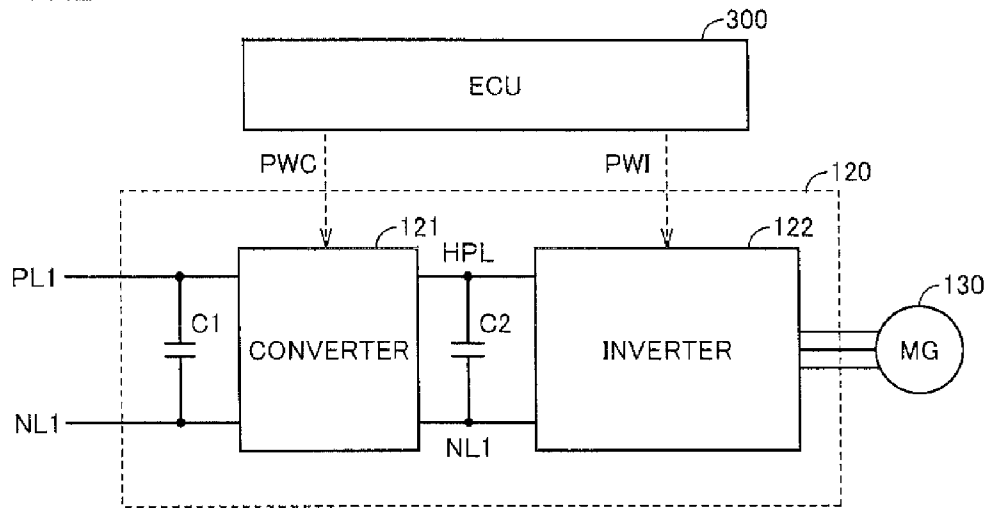 300
ECU
PWC
PWI
120
121
122
HPL
PL1
130
C1
C2
CONVERTER
INVERTER
MG
NL1
NL1